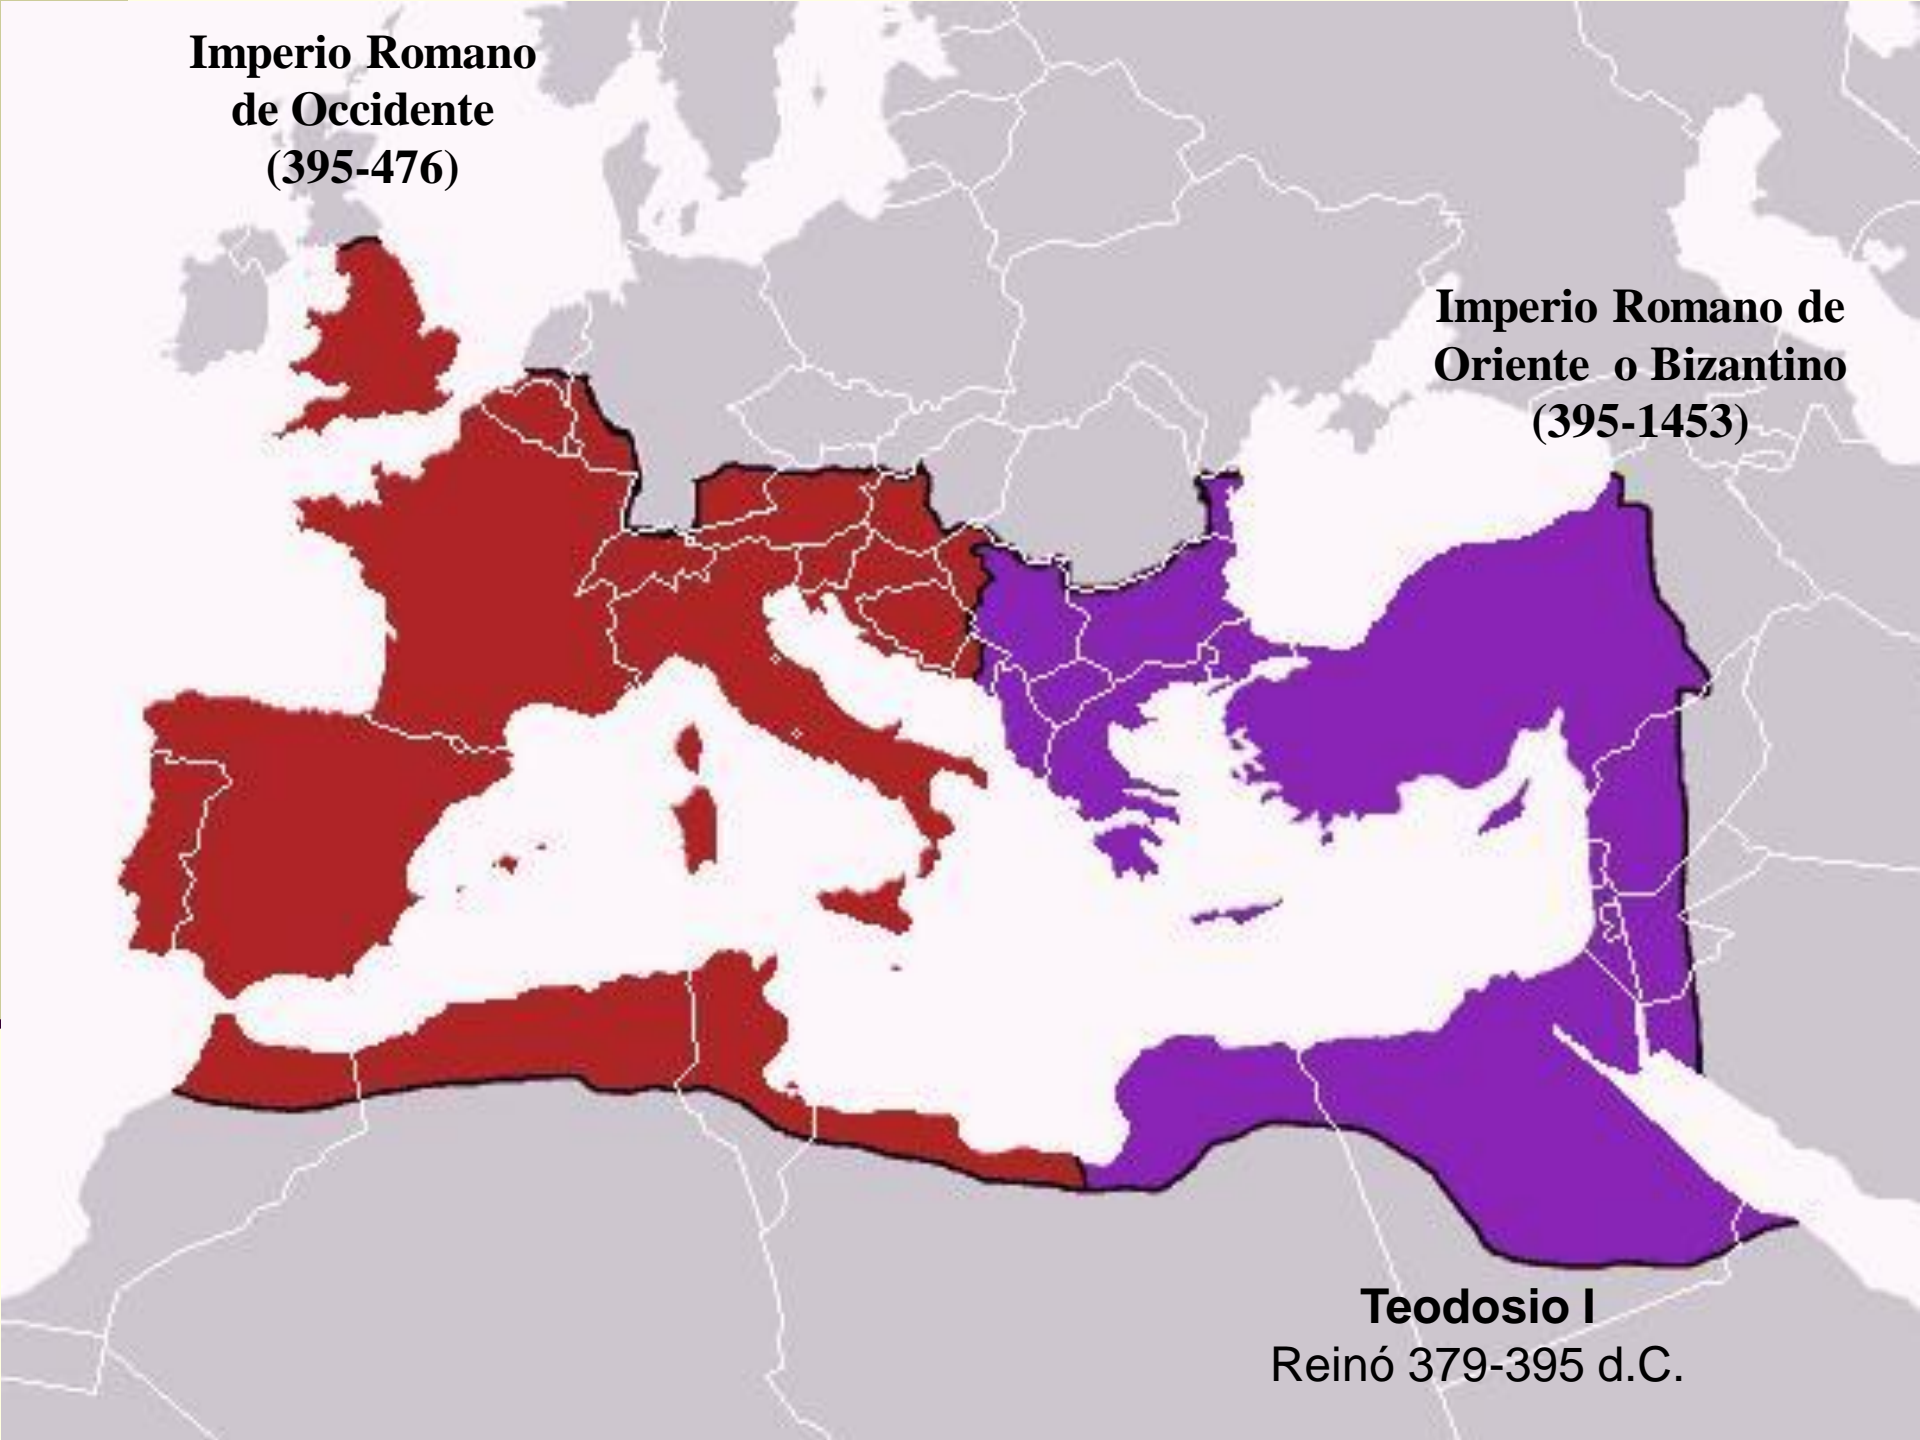 Imperio Romano
de Occidente
(395-476)
Imperio Romano de
Oriente  o Bizantino
(395-1453)
Teodosio I
Reinó 379-395 d.C.